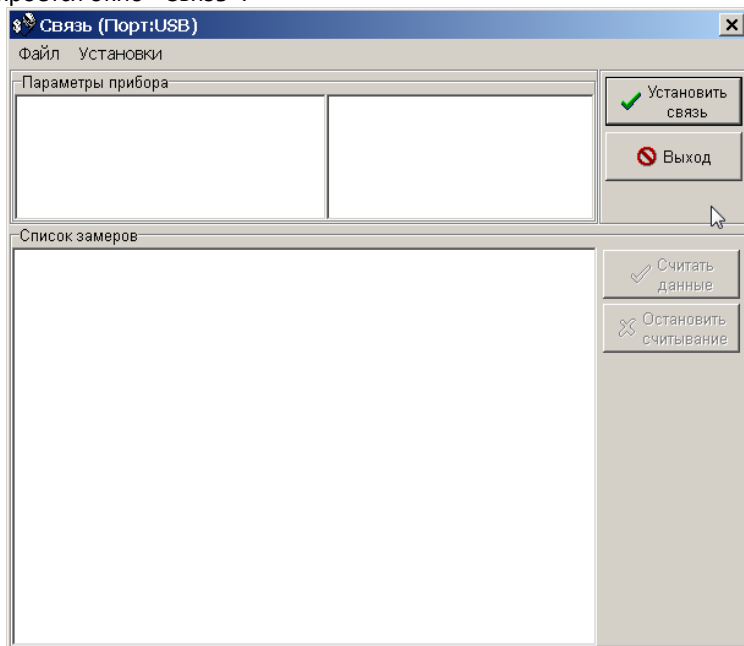 Связь (Порт:USB)
Файл Установки
Параметры прибора
Установить
связь
Выход
Список замеров
Считать
данные
Остановить
считывание